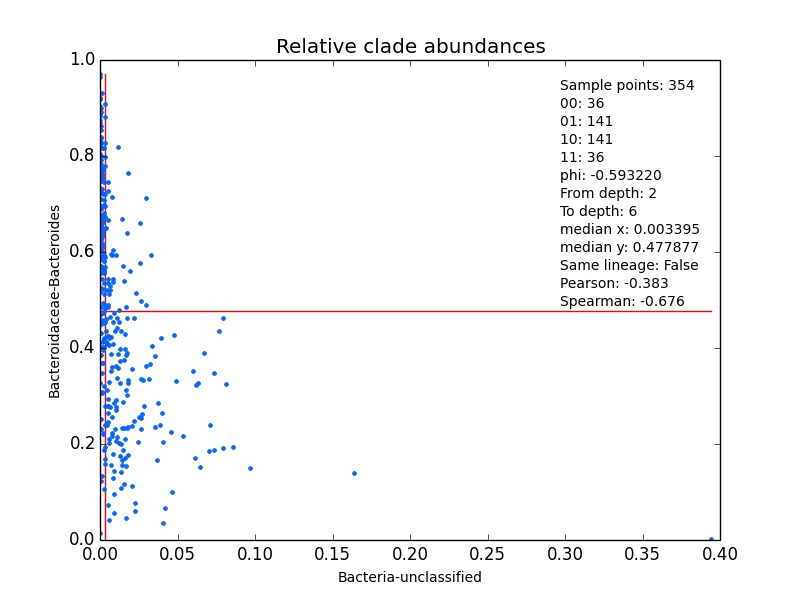 Relative clade abundances
1.0
0.8
0.6
0.4
0.2
0.0
Bacteroidaceae-Bacteroides
Sample points: 354
00: 36
01: 141
10: 141
11: 36
phi: -0.593220
From depth: 2
To depth: 6
median x: 0.003395
median y: 0.477877
Same lineage: False
Pearson: -0.383
Spearman: -0.676
0.00 0.05 0.10 0.15 0.20 0.25 0.30 0.35 0.40
Bacteria-unclassified